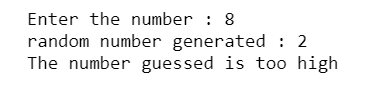 Enter the number : 8
random number generated : 2
The number guessed is too high